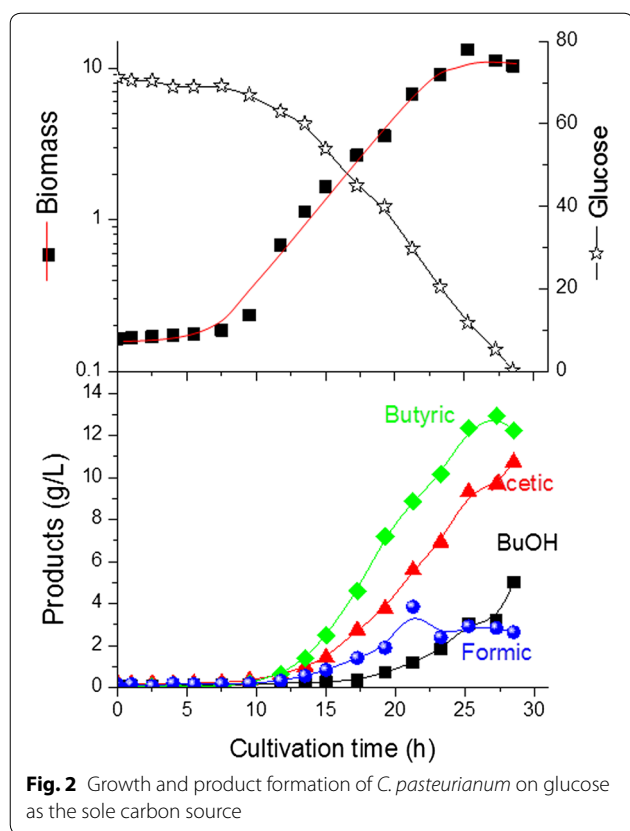 10
1
0.1
Biomass
80
60
40
20
0
Glucose
14
12
10
8
6
4
2
0
Products (g/L)
Butyric
Acetic
BuOH
Formic
0 5 10 15 20 25 30
Cultivation time (h)
Fig. 2 Growth and product formation of C. pasteurianum on glucose
as the sole carbon source